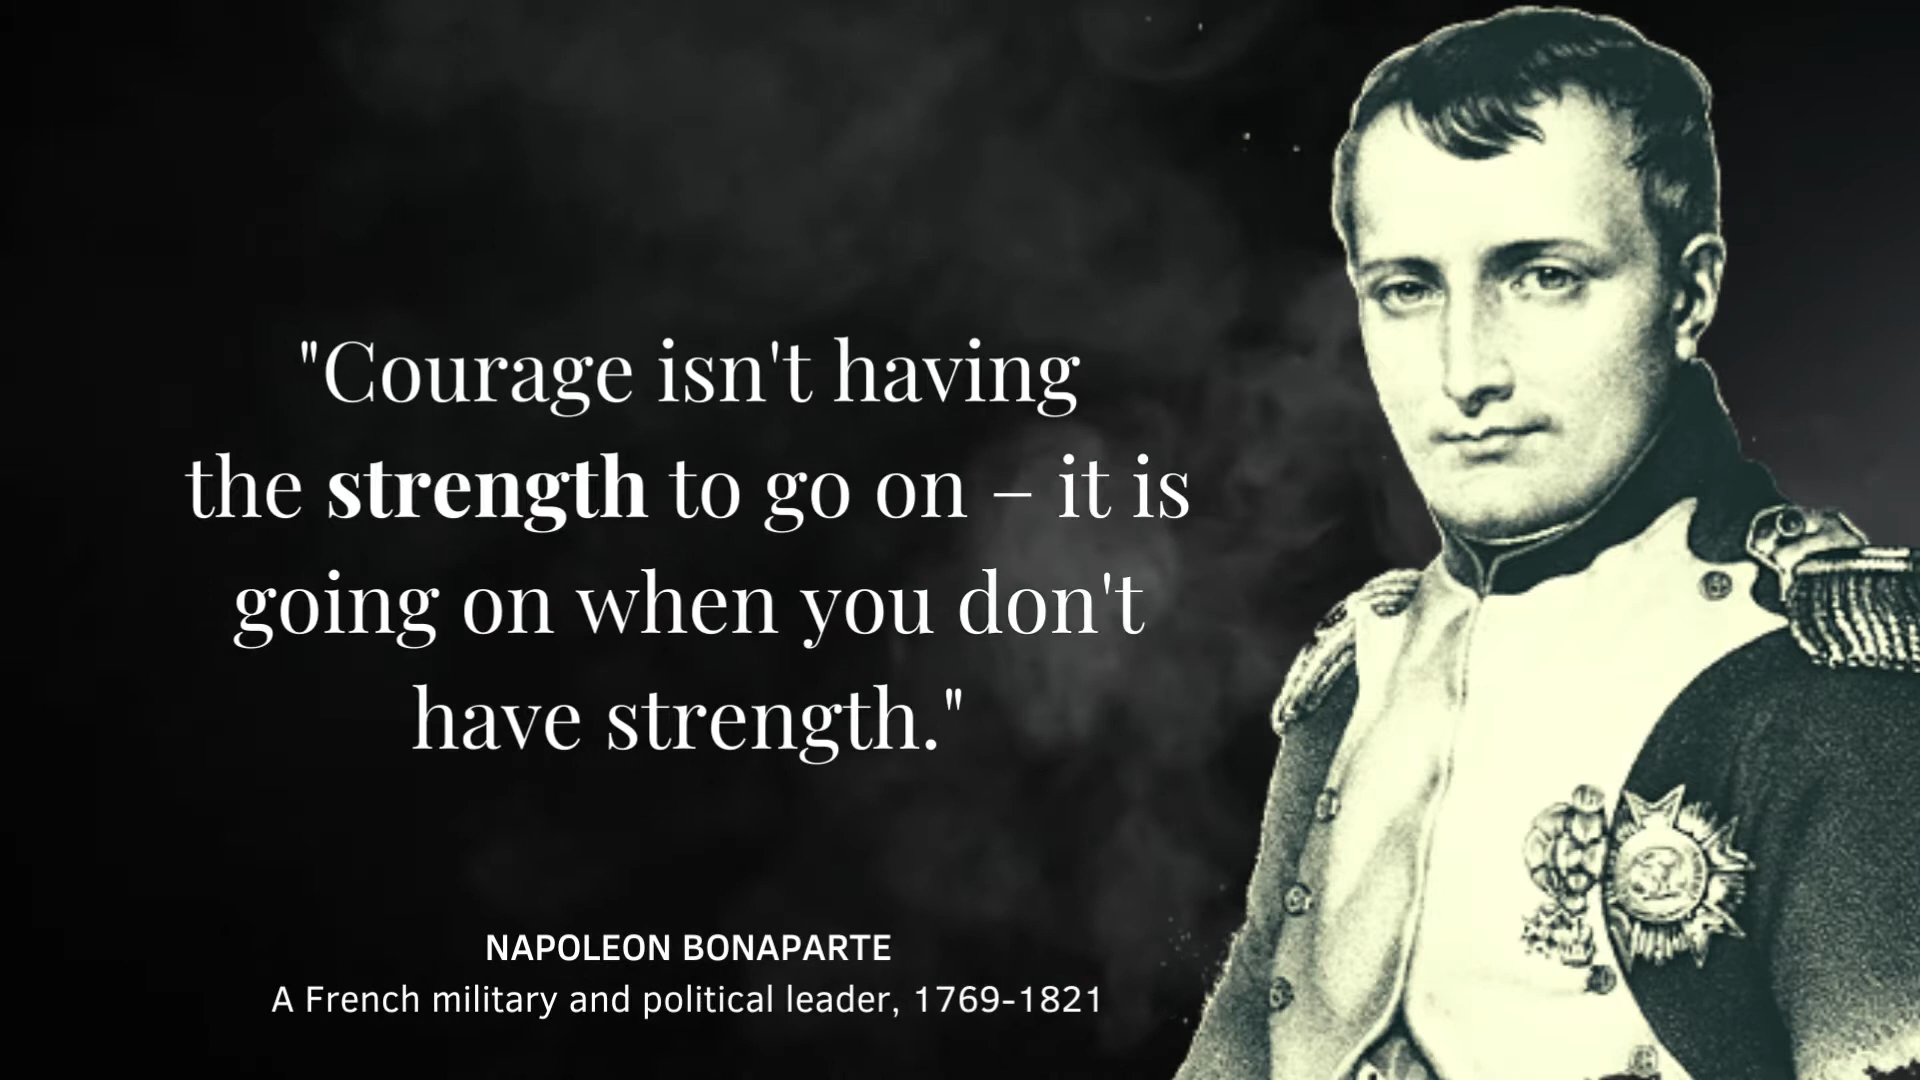 "Courage isn't having
the strength to go on – it is
going on when you don't
have strength."
NAPOLEON BONAPARTE
A French military and political leader, 1769-1821